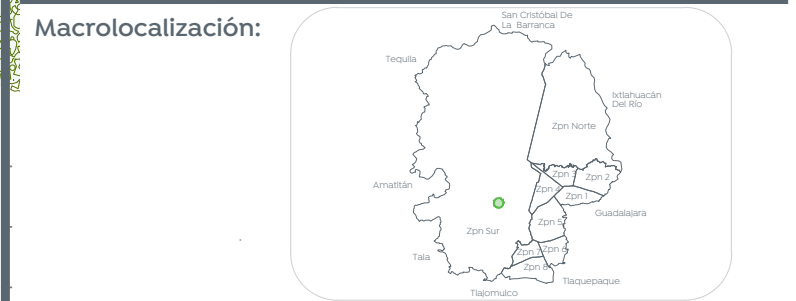 Macrolocalización:
San Cristóbal De
La Barranca
Tequila
Ixtlahuacán
Del Río
Zpn Norte
Zpn 3
Zpn 2
Amatitán
Zpn 4
Zpn 1
Guadalajara
Zpn 5
Zpn Sur
Tala
Zpn 7
Zpn 6
Zpn 8
Tlaquepaque
Tlajomulco